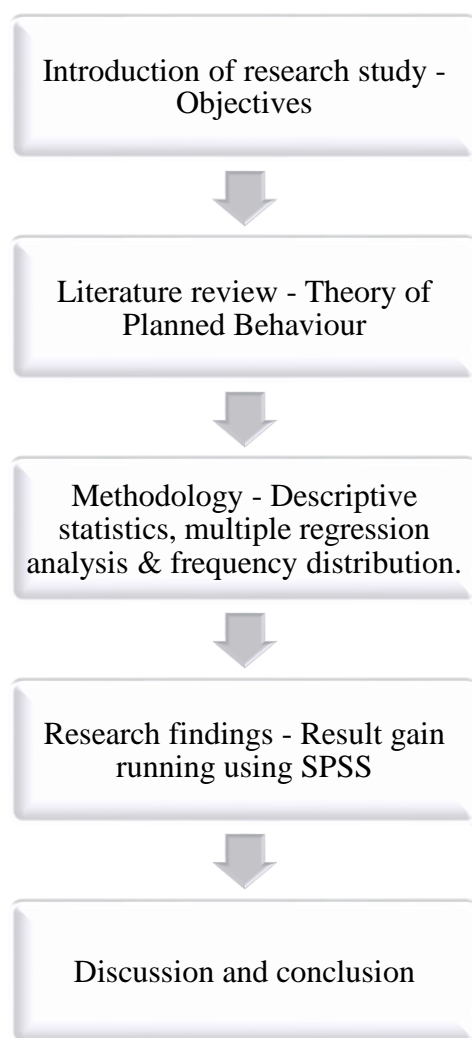 Introduction of research study -
Objectives
Literature review - Theory of
Planned Behaviour
Methodology - Descriptive
statistics, multiple regression
analysis & frequency distribution.
Research findings - Result gain
running using SPSS
Discussion and conclusion